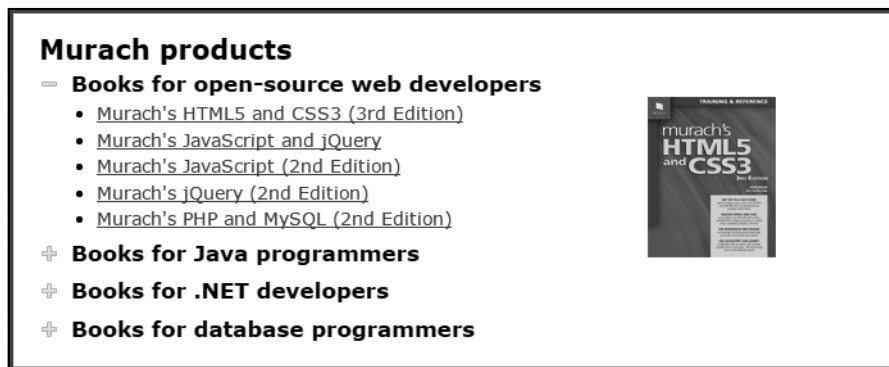 Murach products
Books for open-source web developers
Murach's HTML5 and CSS3 (3rd Edition)
Murach's JavaScript and jQuery
Murach's JavaScript (2nd Edition)
Murach's jQuery (2nd Edition)
Murach's PHP and MySQL (2nd Edition)
Books for Java programmers
Books for .NET developers
Books for database programmers
TRAINING & REFERENCE
murach's
HTML5
and CSS3
3RD EDITION